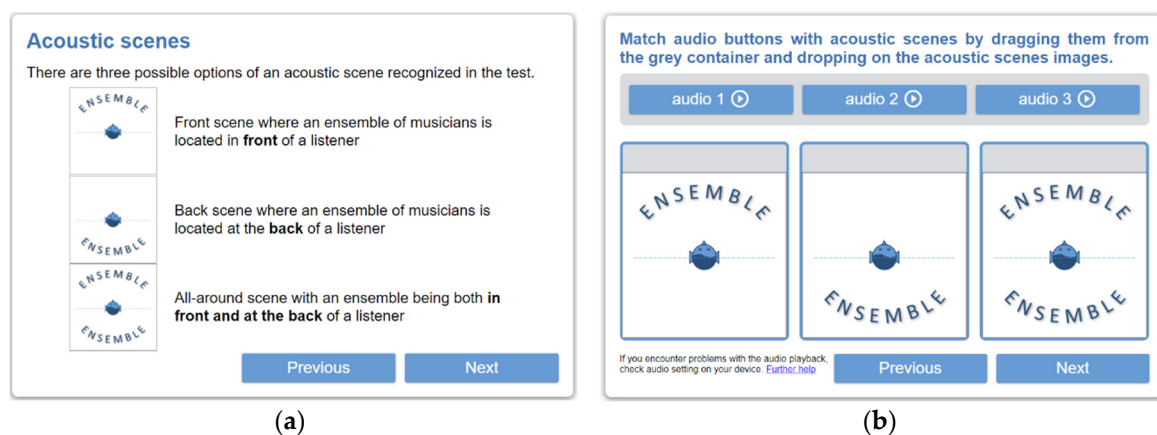 Acoustic scenes
There are three possible options of an acoustic scene recognized in the test.
ENSEMBLE
Front scene where an ensemble of musicians is
located in front of a listener
Back scene where an ensemble of musicians is
located at the back of a listener
ENSEMBLE
ENSEMBLE
All-around scene with an ensemble being both in
front and at the back of a listener
ENSEMBLE
Previous
Next
(a)
Match audio buttons with acoustic scenes by dragging them from
the grey container and dropping on the acoustic scenes images.
audio 1
audio 2
audio 3
ENSEMBLE
ENSEMBLE
ENSEMBLE
ENSEMBLE
If you encounter problems with the audio playback,
check audio setting on your device. Further help
Previous
Next
(b)